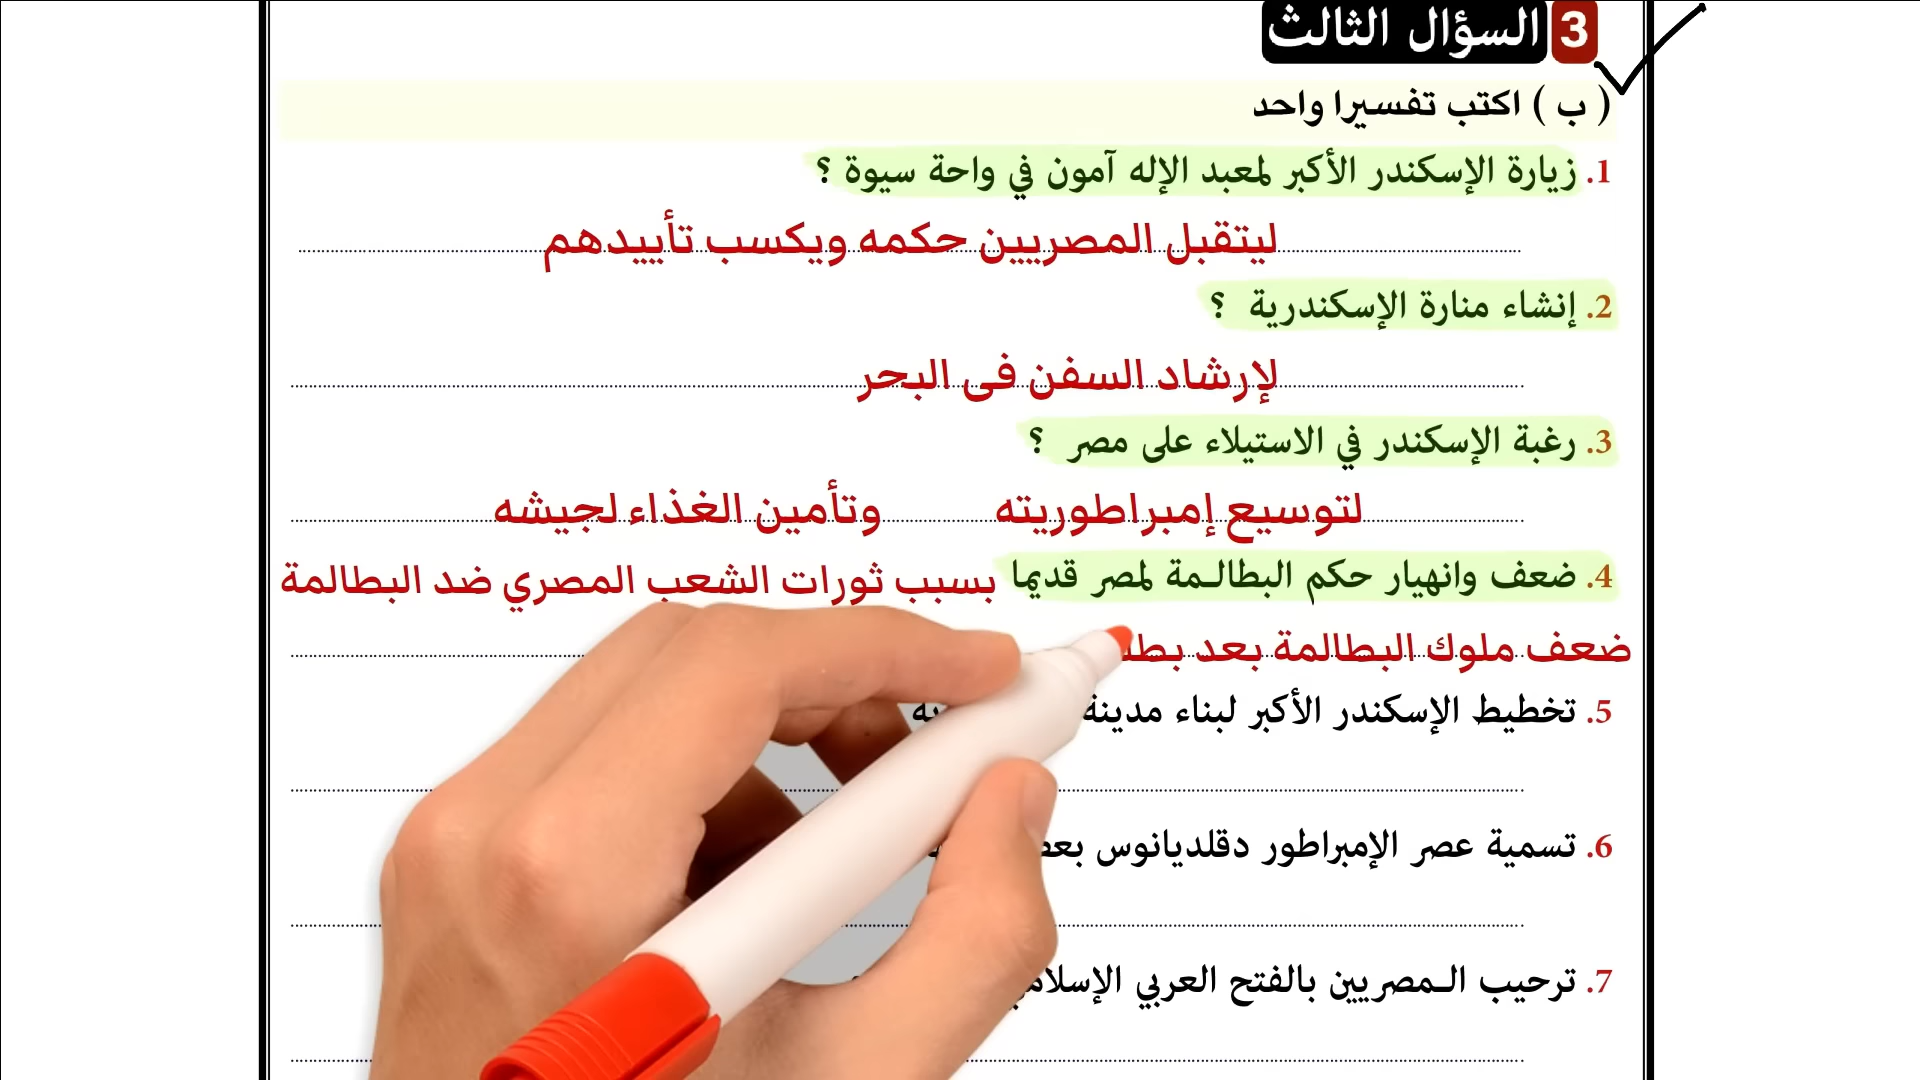 3 السؤال الثالث
( ب ) اكتب تفسيرا واحد
1. زيارة الإسكندر الأكبر لمعبد الإله آمون في واحة سيوة ؟
ليتقبل المصريين حكمه ويكسب تأييدهم
2. إنشاء منارة الإسكندرية ؟
لإرشاد السفن فى البحر
3. رغبة الإسكندر في الاستيلاء على مصر ؟
لتوسيع إمبراطوريته وتأمين الغذاء لجيشه
4. ضعف وانهيار حكم البطالـمة لمصر قديما بسبب ثورات الشعب المصري ضد البطالمة
ضعف ملوك البطالمة بعد
5. تخطيط الإسكندر الأكبر لبناء مدينة
6. تسمية عصر الإمبراطور دقلديانوس
7. ترحيب الـمصريين بالفتح العربي